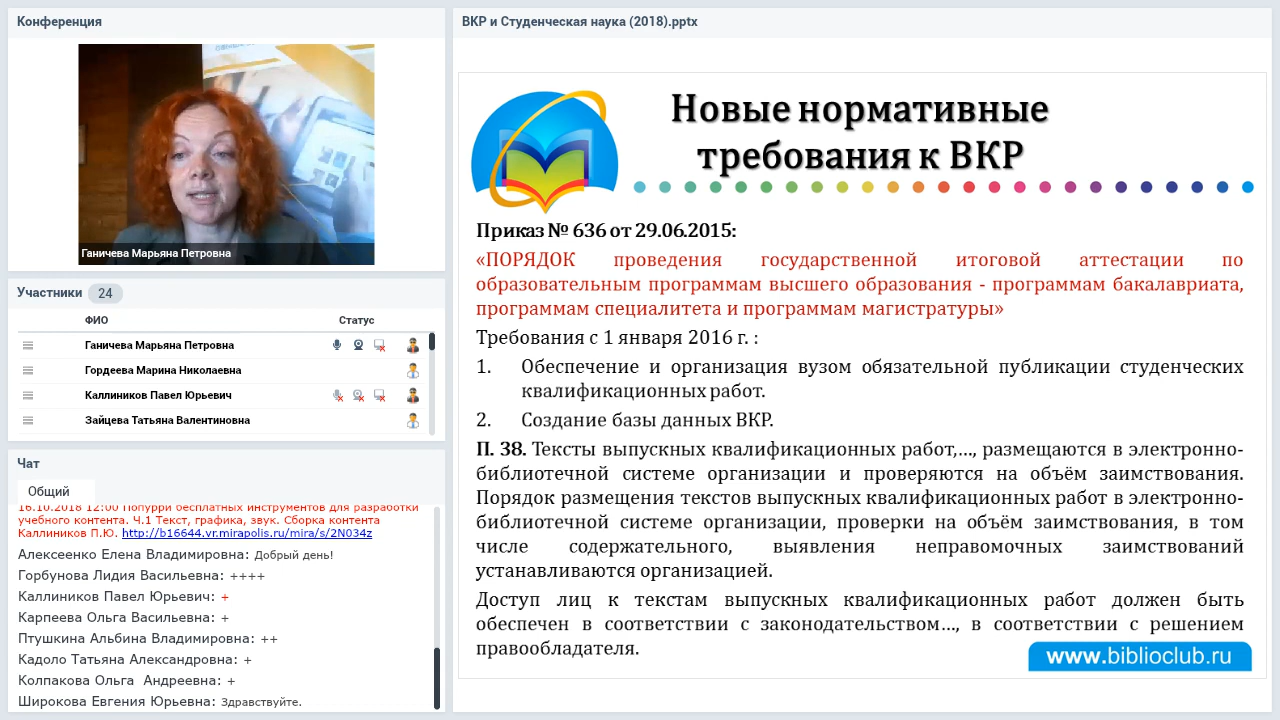 Конференция
Ганичева Марьяна Петровна
Участники 24
ФИО Статус
Ганичева Марьяна Петровна
Гордеева Марина Николаевна
Каллиников Павел Юрьевич
Зайцева Татьяна Валентиновна
Чат
Общий
16.10.2018 12:00 Попурри бесплатных инструментов для разработки
учебного контента. Ч.1 Текст, графика, звук. Сборка контента
Каллиников П.Ю. http://b16644.vr.mirapolis.ru/mira/s/2N034z
Алексеенко Елена Владимировна: Добрый день!
Горбунова Лидия Васильевна: ++++
Каллиников Павел Юрьевич: +
Карпеева Ольга Васильевна: +
Птушкина Альбина Владимировна: ++
Кадоло Татьяна Александровна: +
Колпакова Ольга Андреевна: +
Широкова Евгения Юрьевна: Здравствуйте.
ВКР и Студенческая наука (2018).pptx
Новые нормативные
требования к ВКР
Приказ № 636 от 29.06.2015:
«ПОРЯДОК проведения государственной итоговой аттестации по
образовательным программам высшего образования - программам бакалавриата,
программам специалитета и программам магистратуры»
Требования с 1 января 2016 г. :
1. Обеспечение и организация вузом обязательной публикации студенческих
квалификационных работ.
2. Создание базы данных ВКР.
П. 38. Тексты выпускных квалификационных работ,..., размещаются в электронно-
библиотечной системе организации и проверяются на объём заимствования.
Порядок размещения текстов выпускных квалификационных работ в электронно-
библиотечной системе организации, проверки на объём заимствования, в том
числе содержательного, выявления неправомочных заимствований
устанавливаются организацией.
Доступ лиц к текстам выпускных квалификационных работ должен быть
обеспечен в соответствии с законодательством..., в соответствии с решением
правообладателя.
www.biblioclub.ru